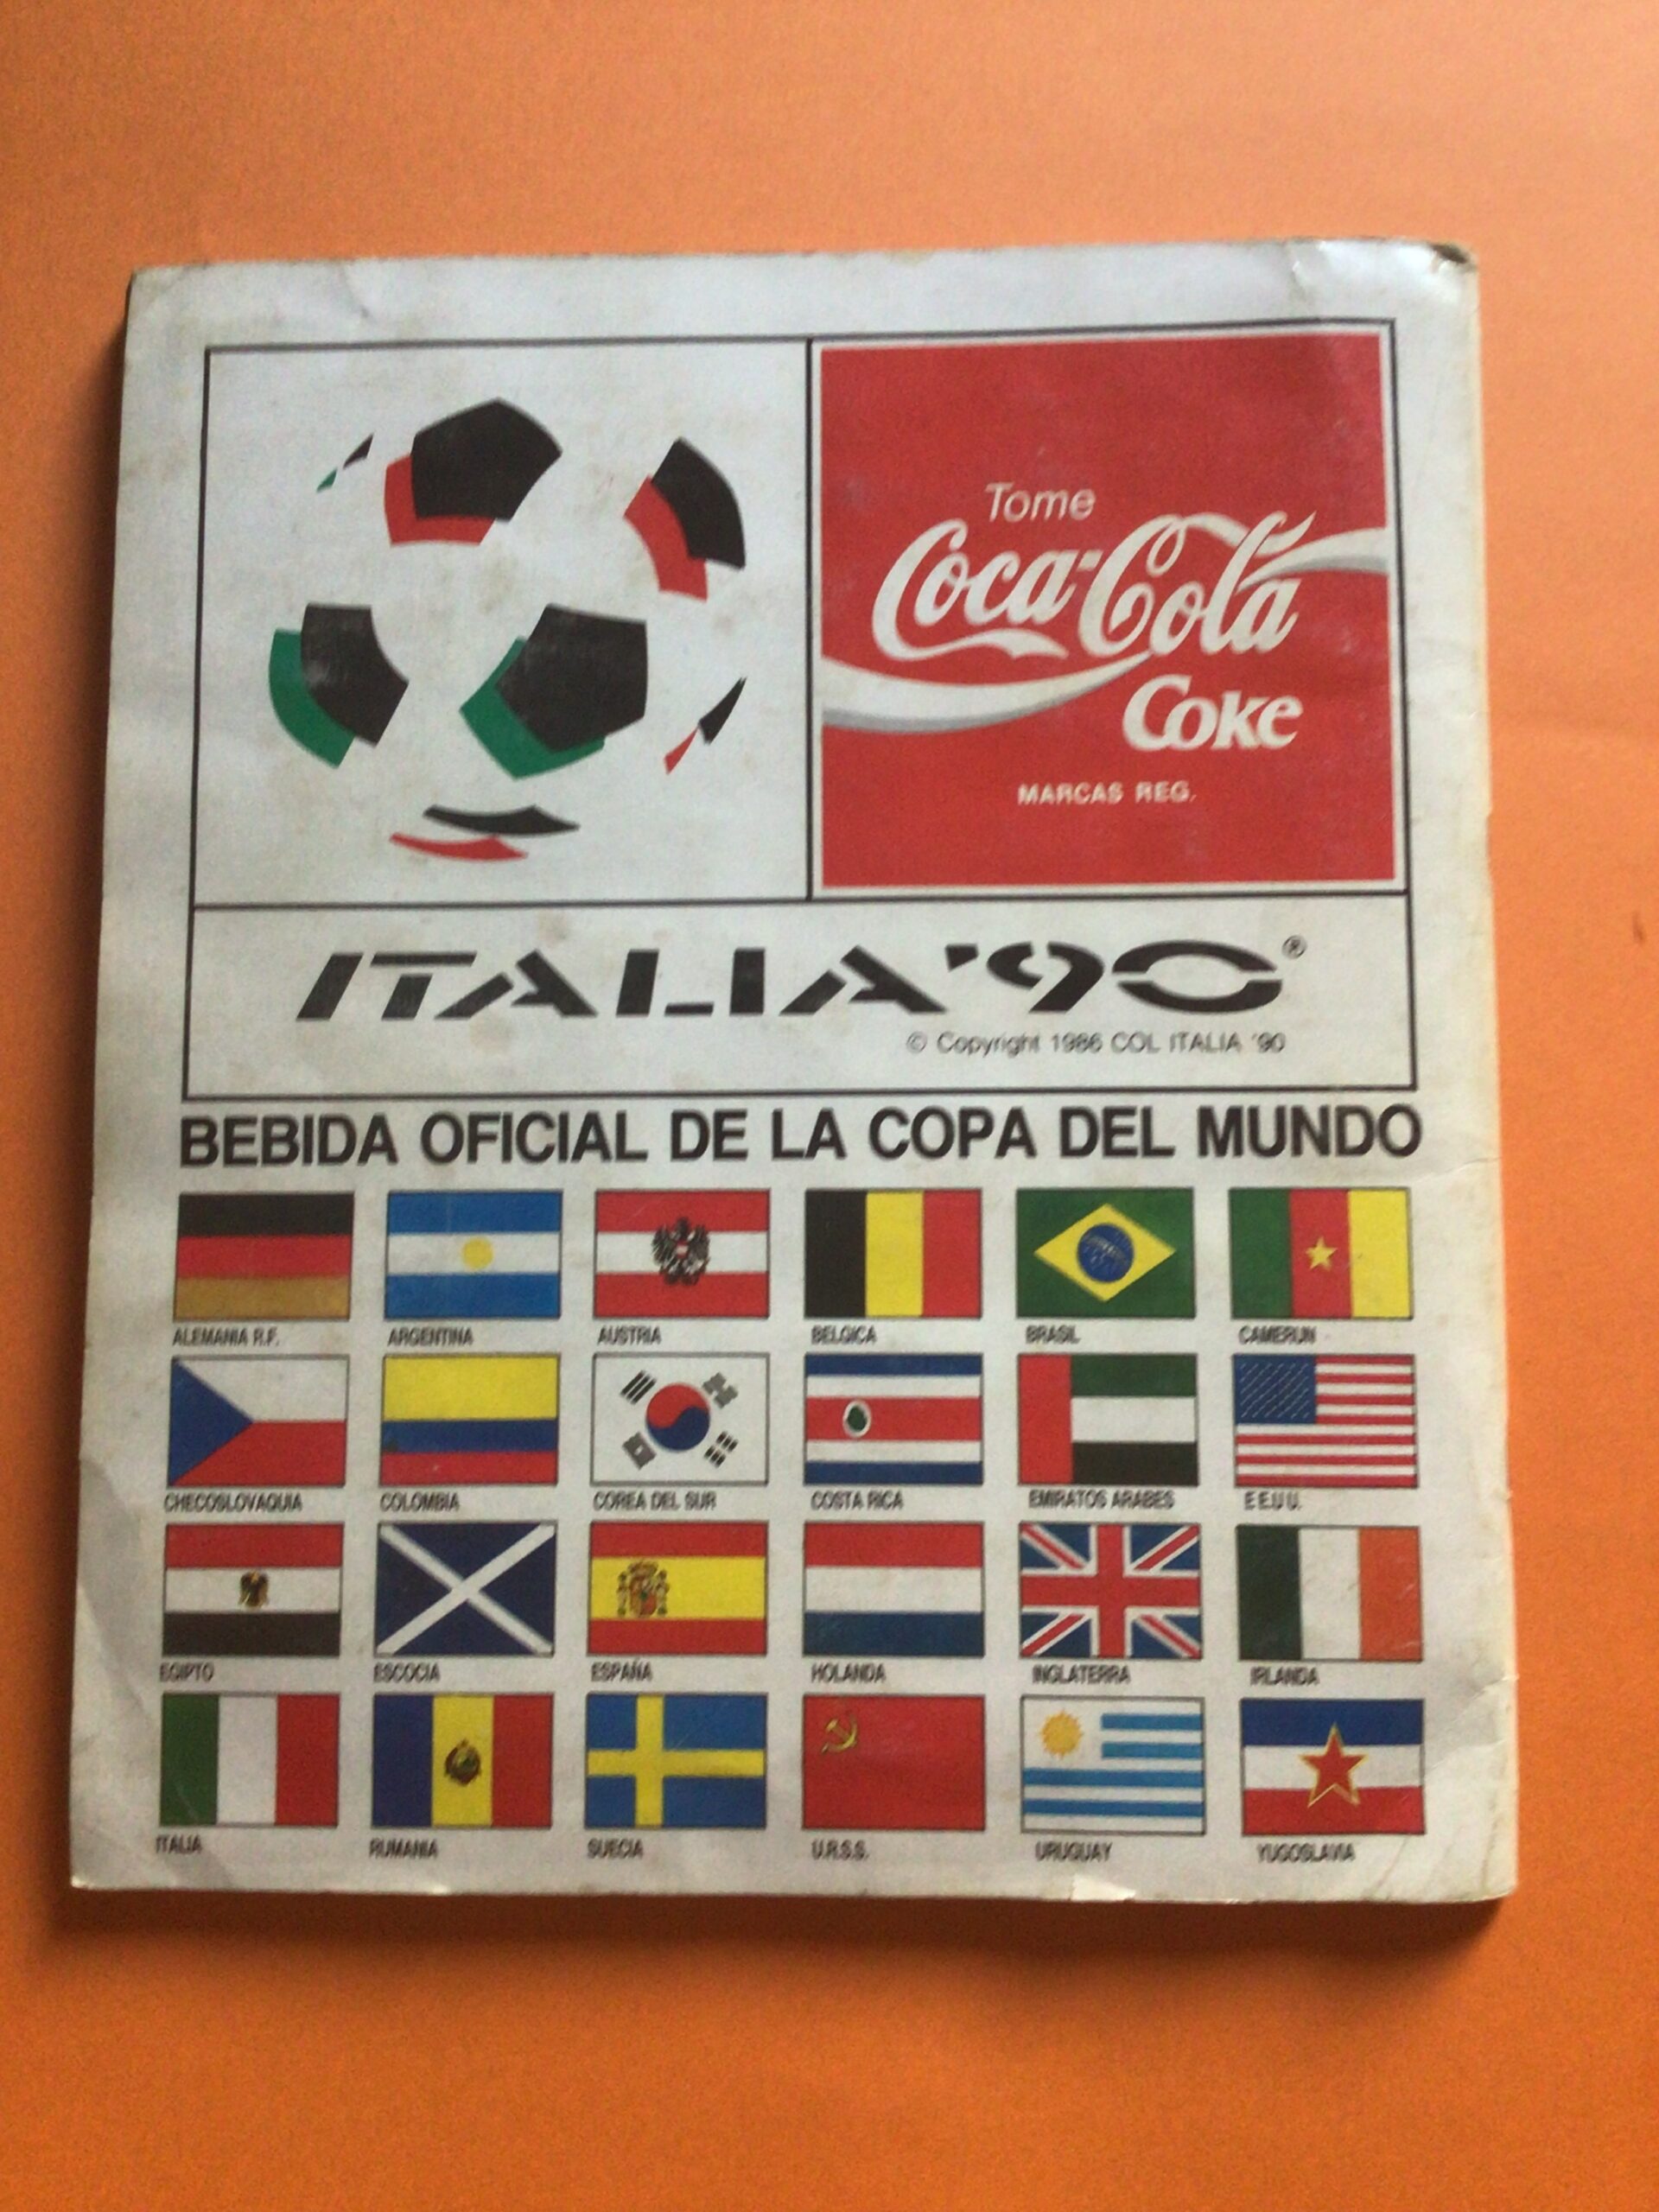 Tome
Coca-Cola
Coke
MARCAS REG.
ITALIA'90®
© Copyright 1986 COL ITALIA '90
BEBIDA OFICIAL DE LA COPA DEL MUNDO
ALEMANIA R.F. ARGENTINA AUSTRIA BELGICA BRASIL CAMERUN
CHECOSLOVAQUIA COLOMBIA COREA DEL SUR COSTA RICA EMIRATOS ARABES EE.UU.
EGIPTO ESCOCIA ESPAÑA HOLANDA INGLATERRA IRLANDA
ITALIA RUMANIA SUECIA U.R.S.S. URUGUAY YUGOSLAVIA